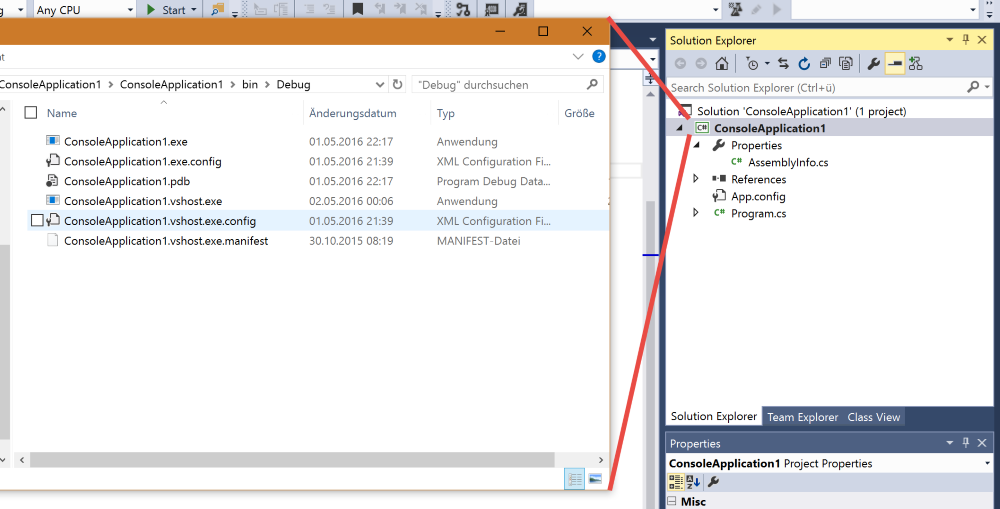 Any CPU
Start
ConsoleApplication1 ConsoleApplication1 bin Debug
"Debug" durchsuchen
Name Änderungsdatum Typ Größe
ConsoleApplication1.exe 01.05.2016 22:17 Anwendung
ConsoleApplication1.exe.config 01.05.2016 21:39 XML Configuration Fi...
ConsoleApplication1.pdb 01.05.2016 22:17 Program Debug Data...
ConsoleApplication1.vshost.exe 02.05.2016 00:06 Anwendung
ConsoleApplication1.vshost.exe.config 01.05.2016 21:39 XML Configuration Fi...
ConsoleApplication1.vshost.exe.manifest 30.10.2015 08:19 MANIFEST-Datei
Solution Explorer
Search Solution Explorer (Ctrl+ü)
Solution 'ConsoleApplication1' (1 project)
C# ConsoleApplication1
Properties
C# AssemblyInfo.cs
References
App.config
C# Program.cs
Solution Explorer Team Explorer Class View
Properties
ConsoleApplication1 Project Properties
Misc